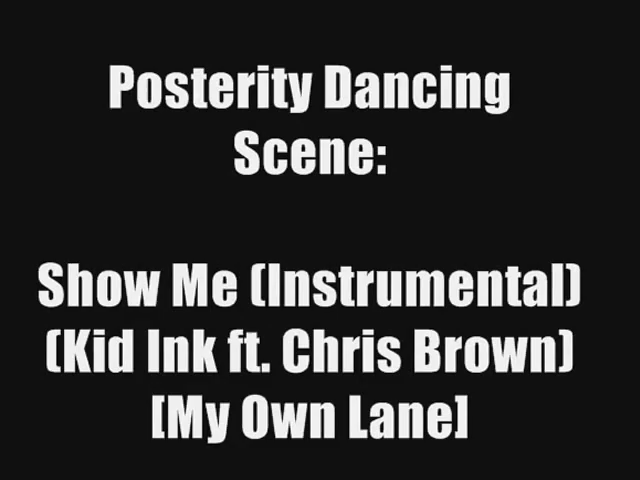 Posterity Dancing
Scene:
Show Me (Instrumental)
(Kid Ink ft. Chris Brown)
[My Own Lane]